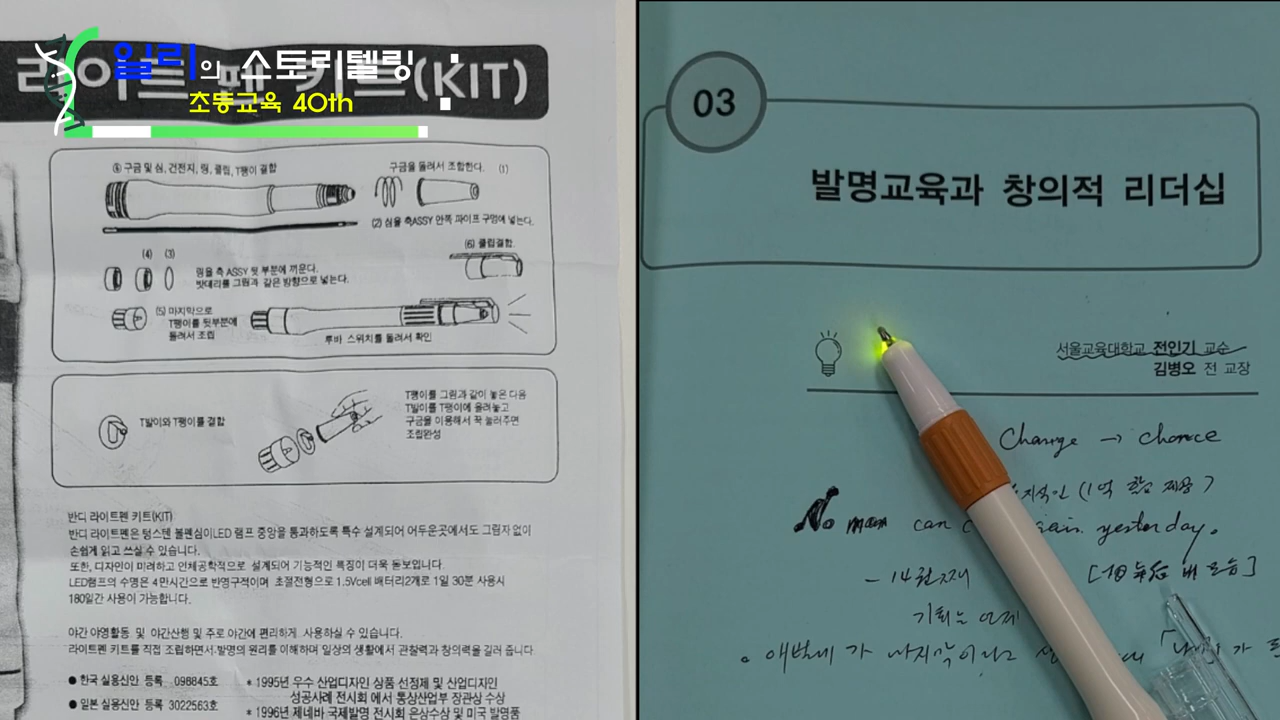 일리의 스토리텔링
초등교육 40th
라이트 펜 키트(KIT)
⑥ 구금 및 심, 건전지, 링, 클립, T팽이 결합
구금을 돌려서 조합한다. (1)
(2) 심을 축ASSY 안쪽 파이프 구멍에 넣는다.
(4) (3)
링을 축 ASSY 뒷 부분에 끼운다.
밧데리를 그림과 같은 방향으로 넣는다.
(6) 클립결합.
(5) 마지막으로
T팽이를 뒷부분에
돌려서 조립
루바 스위치를 돌려서 확인
T발이와 T팽이를 결합
T팽이를 그림과 같이 놓은 다음
T발이를 T팽이에 올려놓고
구금을 이용해서 꾹 눌러주면
조립완성
반디 라이트펜 키트(KIT)
반디 라이트펜은 텅스텐 볼펜심이LED 램프 중앙을 통과하도록 특수 설계되어 어두운곳에서도 그림자 없이
손쉽게 읽고 쓰실 수 있습니다.
또한, 디자인이 미려하고 인체공학적으로 설계되어 기능적인 특징이 더욱 돋보입니다.
LED램프의 수명은 4만시간으로 반영구적이며 초절전형으로 1.5Vcell 배터리2개로 1일 30분 사용시
180일간 사용이 가능합니다.
야간 야영활동 및 야간산행 및 주로 야간에 편리하게 사용하실 수 있습니다.
라이트펜 키트를 직접 조립하면서 발명의 원리를 이해하며 일상의 생활에서 관찰력과 창의력을 길러 줍니다.
● 한국 실용신안 등록 098845호
● 일본 실용신안 등록 3022563호
* 1995년 우수 산업디자인 상품 선정제 및 산업디자인
성공사례 전시회 에서 통상산업부 장관상 수상
* 1996년 제네바 국제발명 전시회 은상수상 및 미국 발명품
03
발명교육과 창의적 리더십
서울교육대학교 전인기 교수
김병오 전 교장
Change → chance
No man can yesterday.
- 14번째
기회는